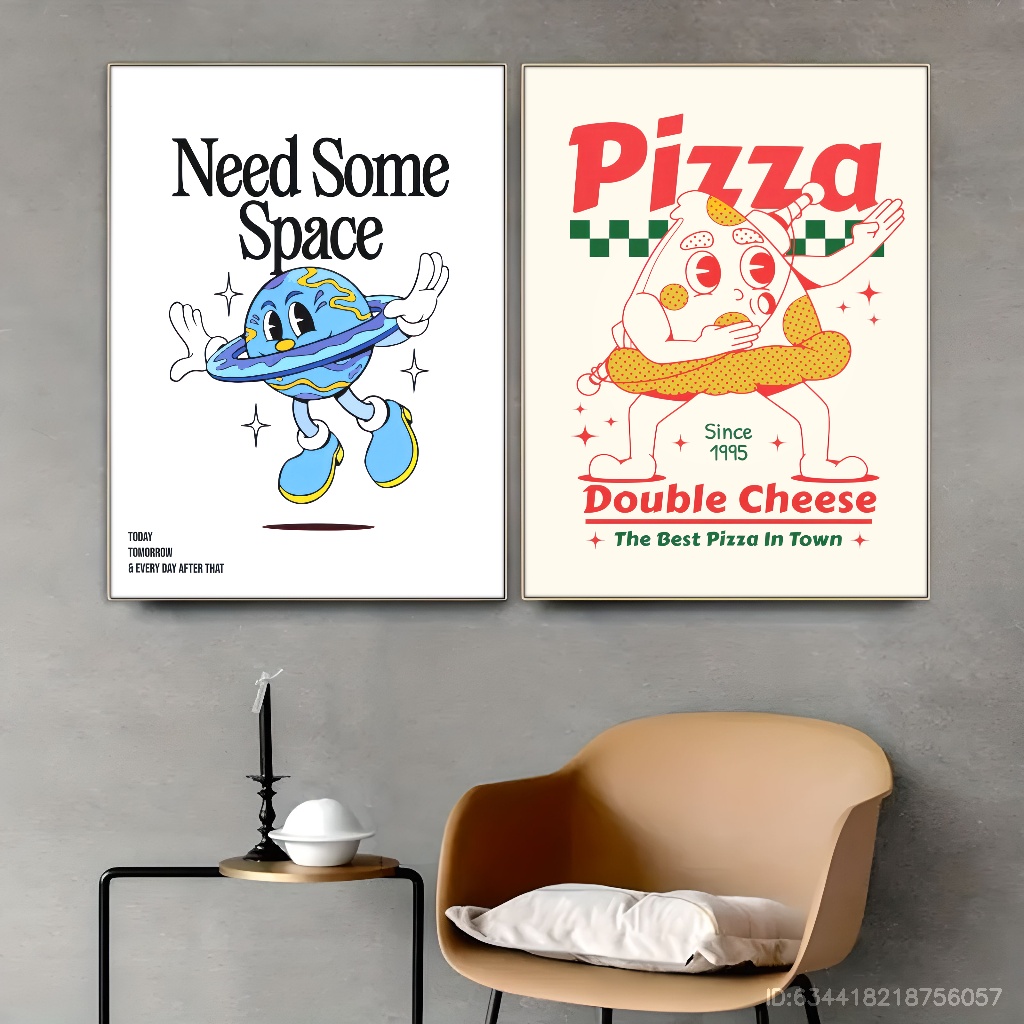 Need Some
Space
TODAY
TOMORROW
& EVERY DAY AFTER THAT
Pizza
Since
1995
Double Cheese
The Best Pizza In Town
ID:634418218756057